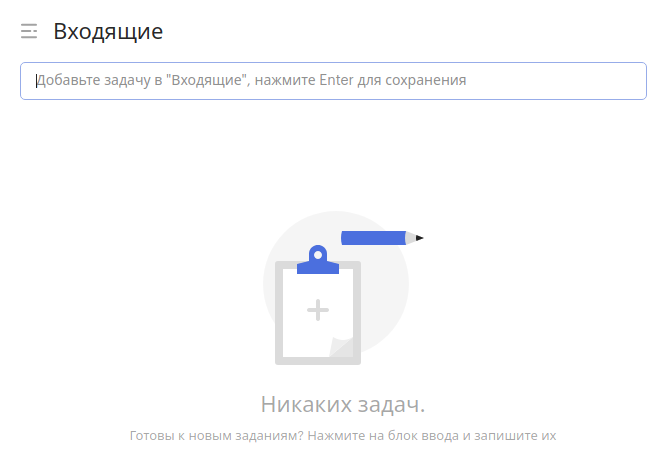 Входящие
Добавьте задачу в "Входящие", нажмите Enter для сохранения
Никаких задач.
Готовы к новым заданиям? Нажмите на блок ввода и запишите их